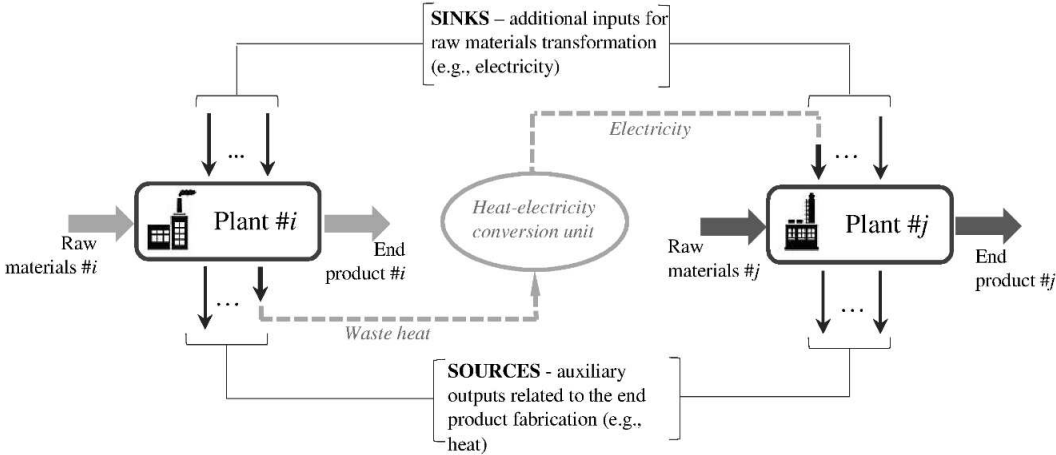 SINKS – additional inputs for
raw materials transformation
(e.g., electricity)
...
Electricity
...
Plant #i
Heat-electricity
conversion unit
Plant #j
Raw
materials #i
End
product #i
Raw
materials #j
End
product #j
...
Waste heat
...
SOURCES - auxiliary
outputs related to the end
product fabrication (e.g.,
heat)